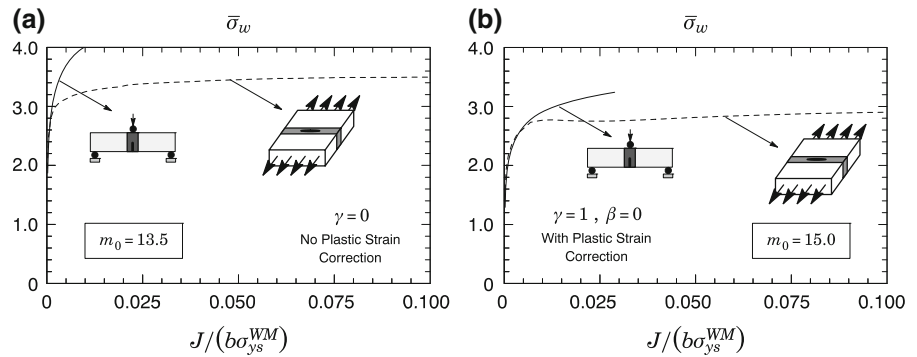 (a)
σ̅_w
4.0
3.0
2.0
1.0
0
m₀ = 13.5
γ = 0
No Plastic Strain
Correction
0 0.025 0.050 0.075 0.100
J/(bσ_ys^WM)
(b)
σ̅_w
4.0
3.0
2.0
1.0
0
γ = 1 , β = 0
With Plastic Strain
Correction
m₀ = 15.0
0 0.025 0.050 0.075 0.100
J/(bσ_ys^WM)